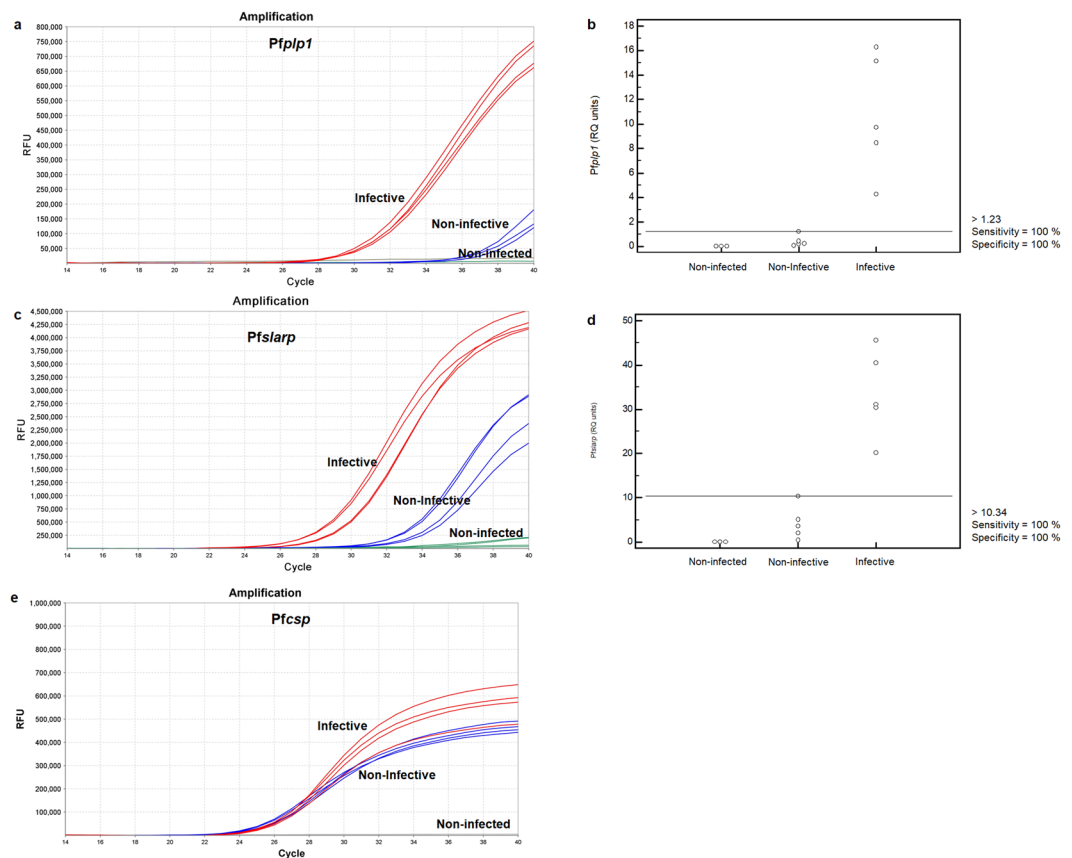 a
Amplification
Pfplp1
RFU
800,000
750,000
700,000
650,000
600,000
550,000
500,000
450,000
400,000
350,000
300,000
250,000
200,000
150,000
100,000
50,000
Infective
Non-infective
Non-infected
14 16 18 20 22 24 26 28 30 32 34 36 38 40
Cycle
b
Pfplp1 (RQ units)
18
16
14
12
10
8
6
4
2
0
Non-infected Non-Infective Infective
> 1.23
Sensitivity = 100 %
Specificity = 100 %
c
Amplification
Pfslarp
RFU
4,500,000
4,250,000
4,000,000
3,750,000
3,500,000
3,250,000
3,000,000
2,750,000
2,500,000
2,250,000
2,000,000
1,750,000
1,500,000
1,250,000
1,000,000
750,000
500,000
250,000
Infective
Non-Infective
Non-infected
14 16 18 20 22 24 26 28 30 32 34 36 38 40
Cycle
d
Pfslarp (RQ units)
50
40
30
20
10
0
Non-infected Non-infective Infective
> 10.34
Sensitivity = 100 %
Specificity = 100 %
e
Amplification
Pfcsp
RFU
1,000,000
900,000
800,000
700,000
600,000
500,000
400,000
300,000
200,000
100,000
Infective
Non-Infective
Non-infected
14 16 18 20 22 24 26 28 30 32 34 36 38 40
Cycle